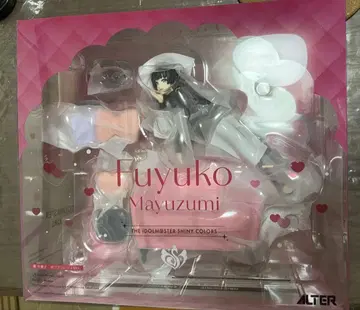 Fuyuko
Mayuzumi
THE IDOLM@STER SHINY COLORS
ALTER